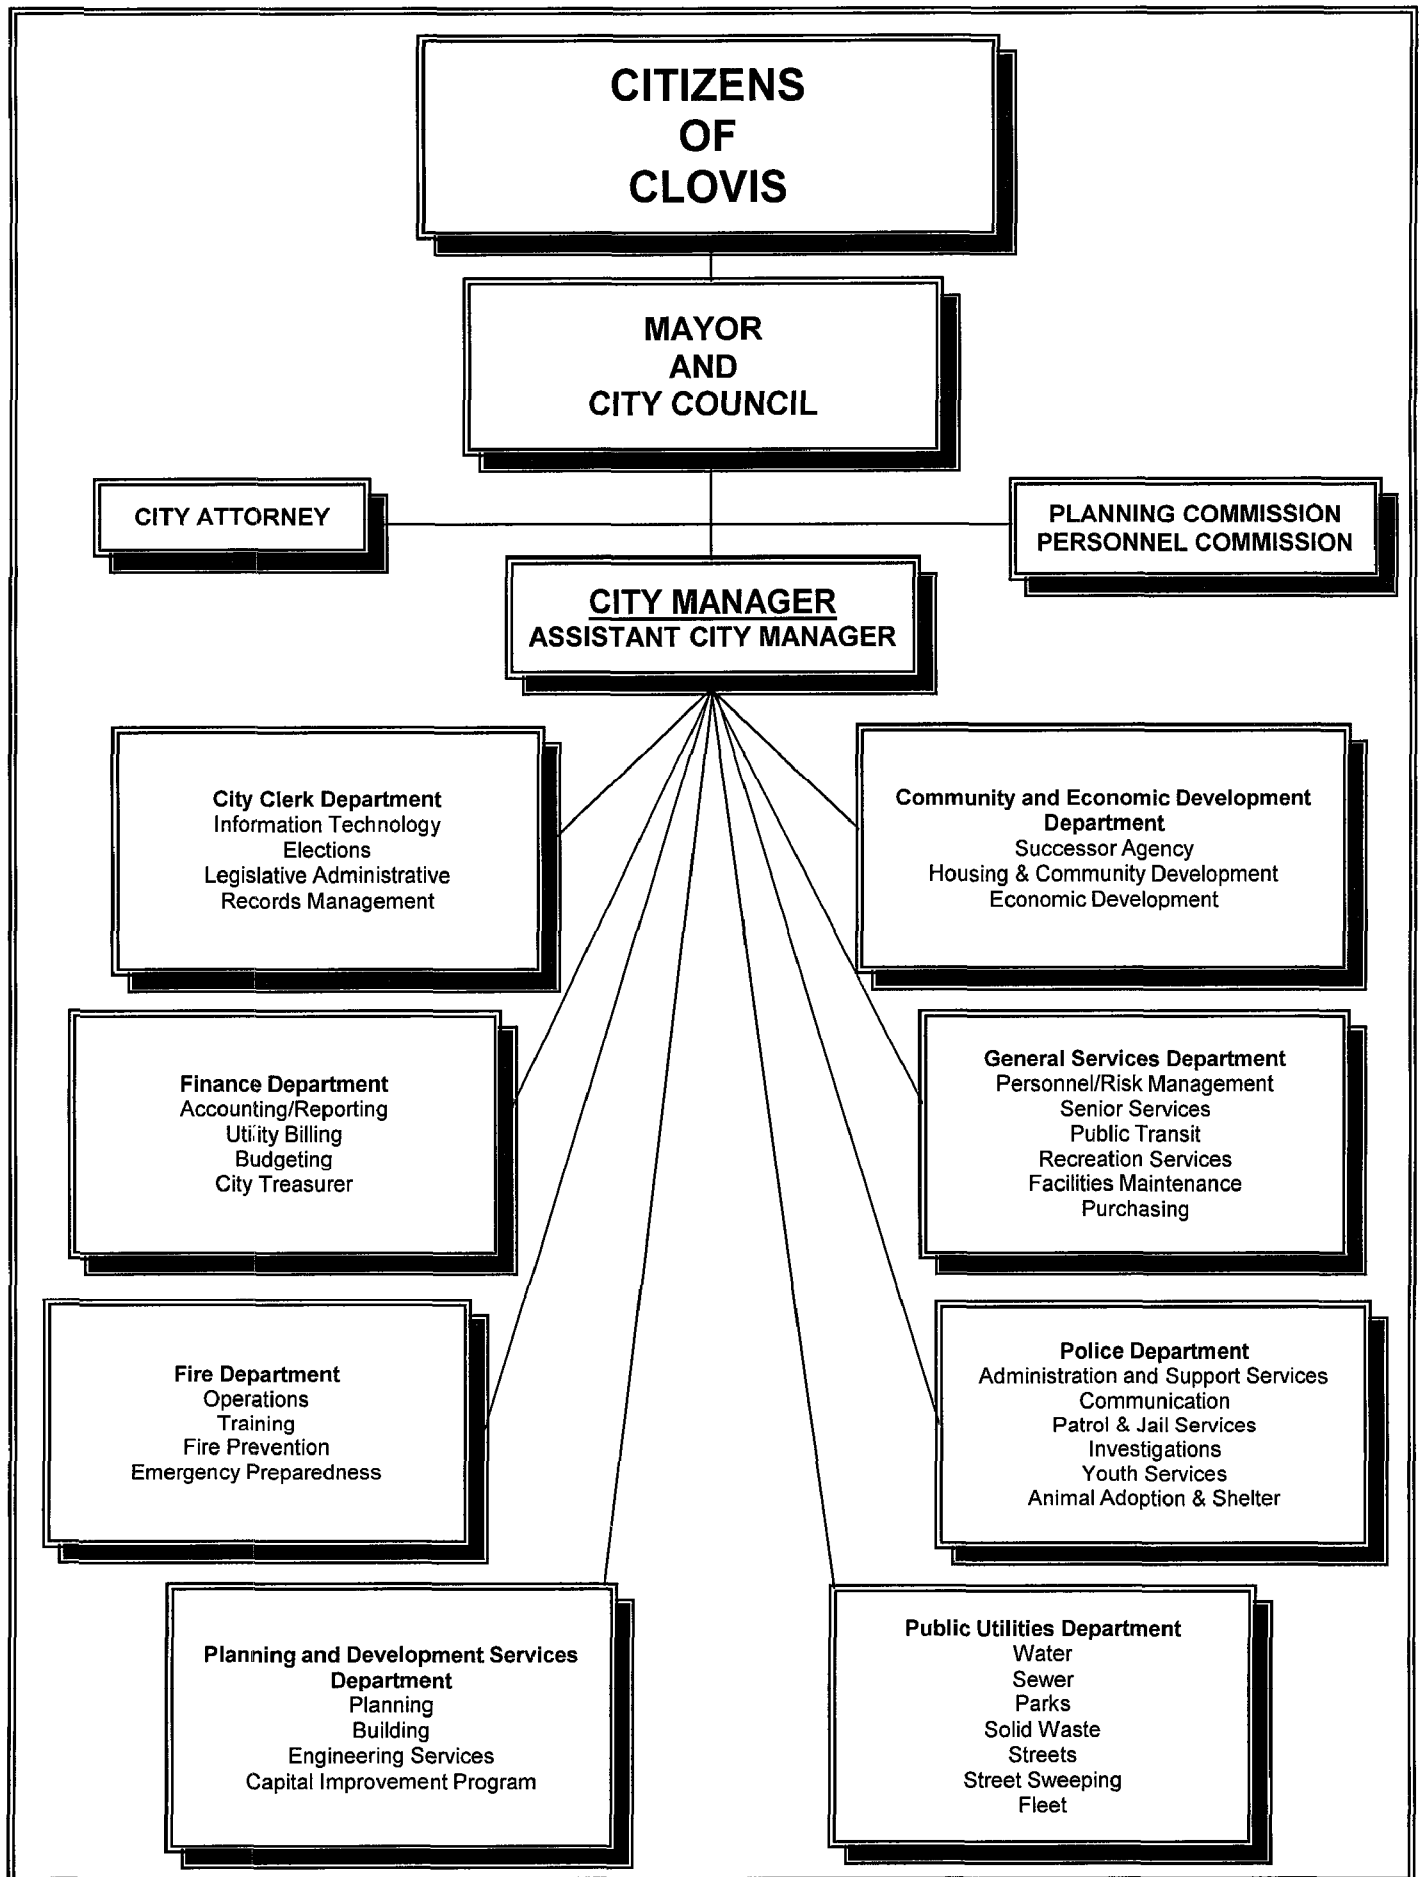 CITIZENS
OF
CLOVIS
MAYOR
AND
CITY COUNCIL
CITY ATTORNEY
PLANNING COMMISSION
PERSONNEL COMMISSION
CITY MANAGER
ASSISTANT CITY MANAGER
City Clerk Department
Information Technology
Elections
Legislative Administrative
Records Management
Community and Economic Development
Department
Successor Agency
Housing & Community Development
Economic Development
Finance Department
Accounting/Reporting
Utility Billing
Budgeting
City Treasurer
General Services Department
Personnel/Risk Management
Senior Services
Public Transit
Recreation Services
Facilities Maintenance
Purchasing
Fire Department
Operations
Training
Fire Prevention
Emergency Preparedness
Police Department
Administration and Support Services
Communication
Patrol & Jail Services
Investigations
Youth Services
Animal Adoption & Shelter
Planning and Development Services
Department
Planning
Building
Engineering Services
Capital Improvement Program
Public Utilities Department
Water
Sewer
Parks
Solid Waste
Streets
Street Sweeping
Fleet